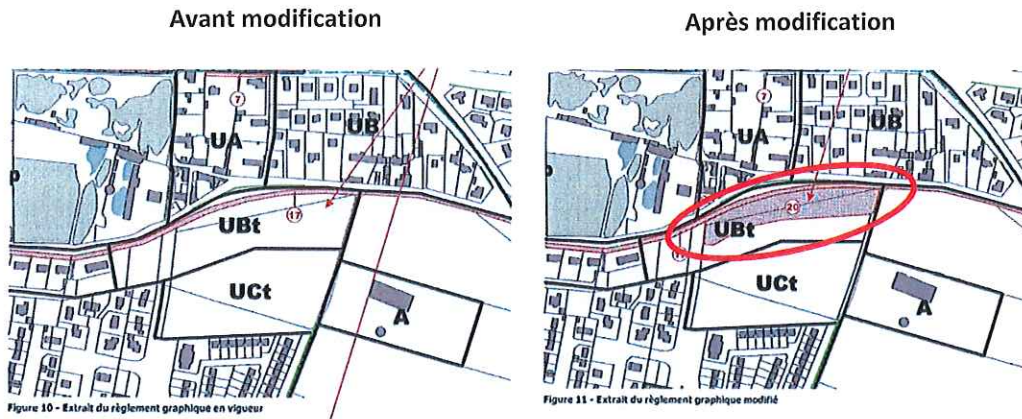 Avant modification
Après modification
7
UA
UB
17
UBt
UCt
A
Figure 10 - Extrait du règlement graphique en vigueur
7
UA
UB
20
UBt
UCt
A
Figure 11 - Extrait du règlement graphique modifié